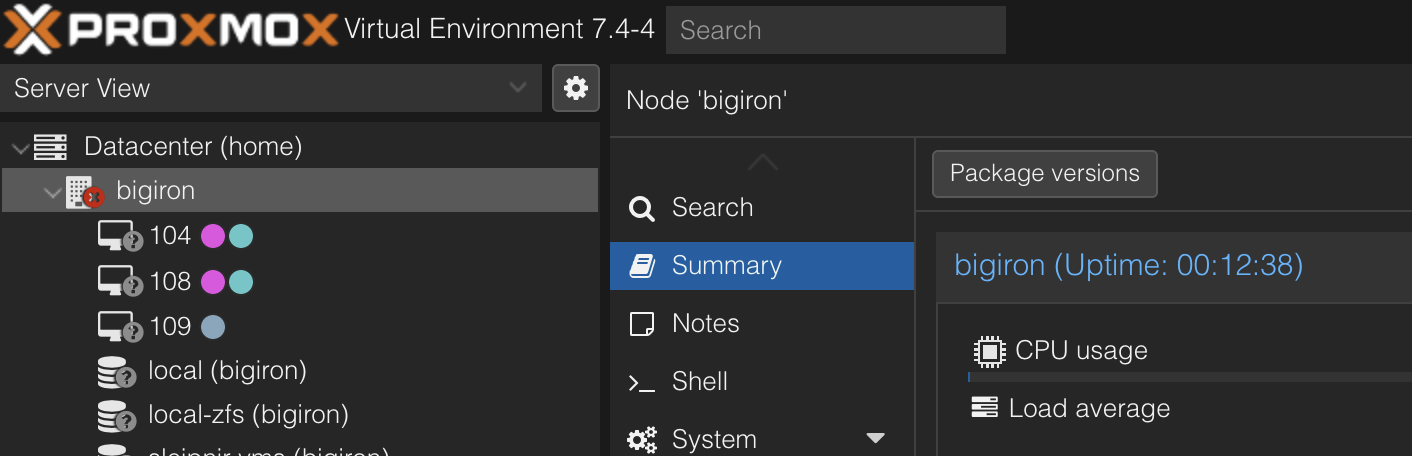 PROXMOX Virtual Environment 7.4-4 Search
Server View
Node 'bigiron'
Datacenter (home)
bigiron
104
108
109
local (bigiron)
local-zfs (bigiron)
Package versions
Search
Summary
Notes
Shell
System
bigiron (Uptime: 00:12:38)
CPU usage
Load average